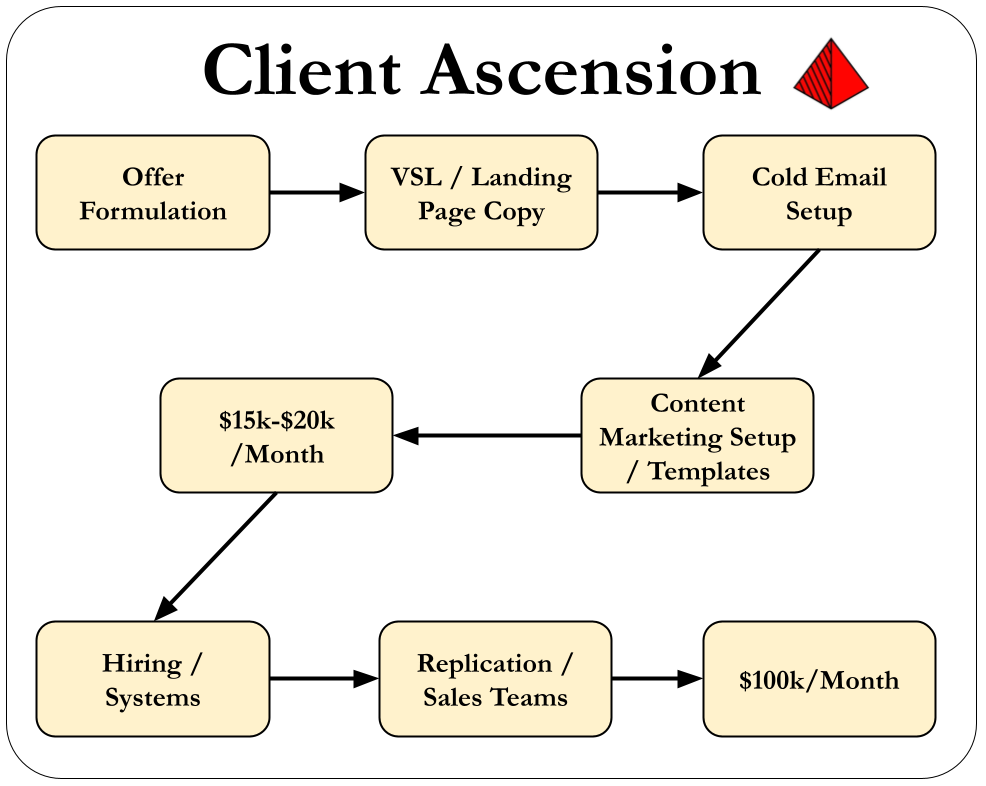 Client Ascension
Offer
Formulation
VSL / Landing
Page Copy
Cold Email
Setup
Content
Marketing Setup
/ Templates
$15k-$20k
/Month
Hiring /
Systems
Replication /
Sales Teams
$100k/Month